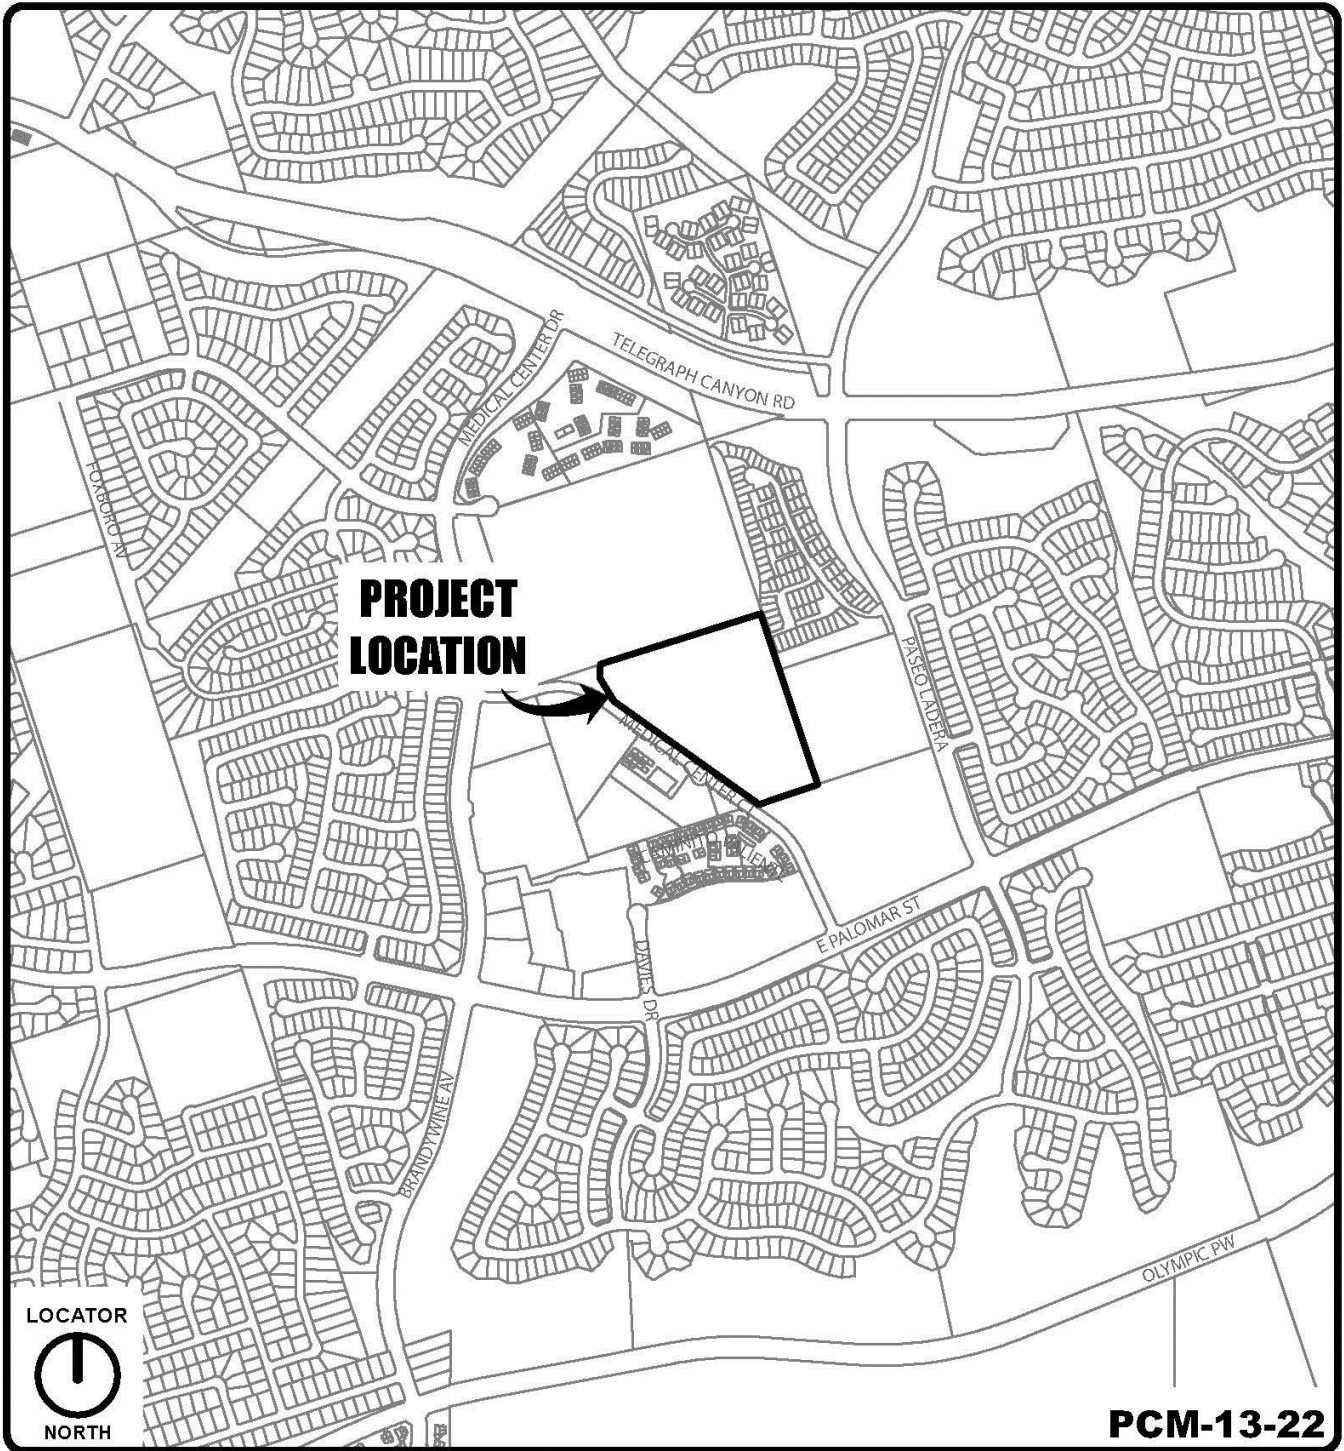 MEDICAL CENTER DR
TELEGRAPH CANYON RD
FOXBORO AV
PROJECT
LOCATION
PASEO LADERA
MEDICAL CENTER CT
E PALOMAR ST
DAVIES DR
BRANDYWINE AV
OLYMPIC PW
LOCATOR
NORTH
PCM-13-22